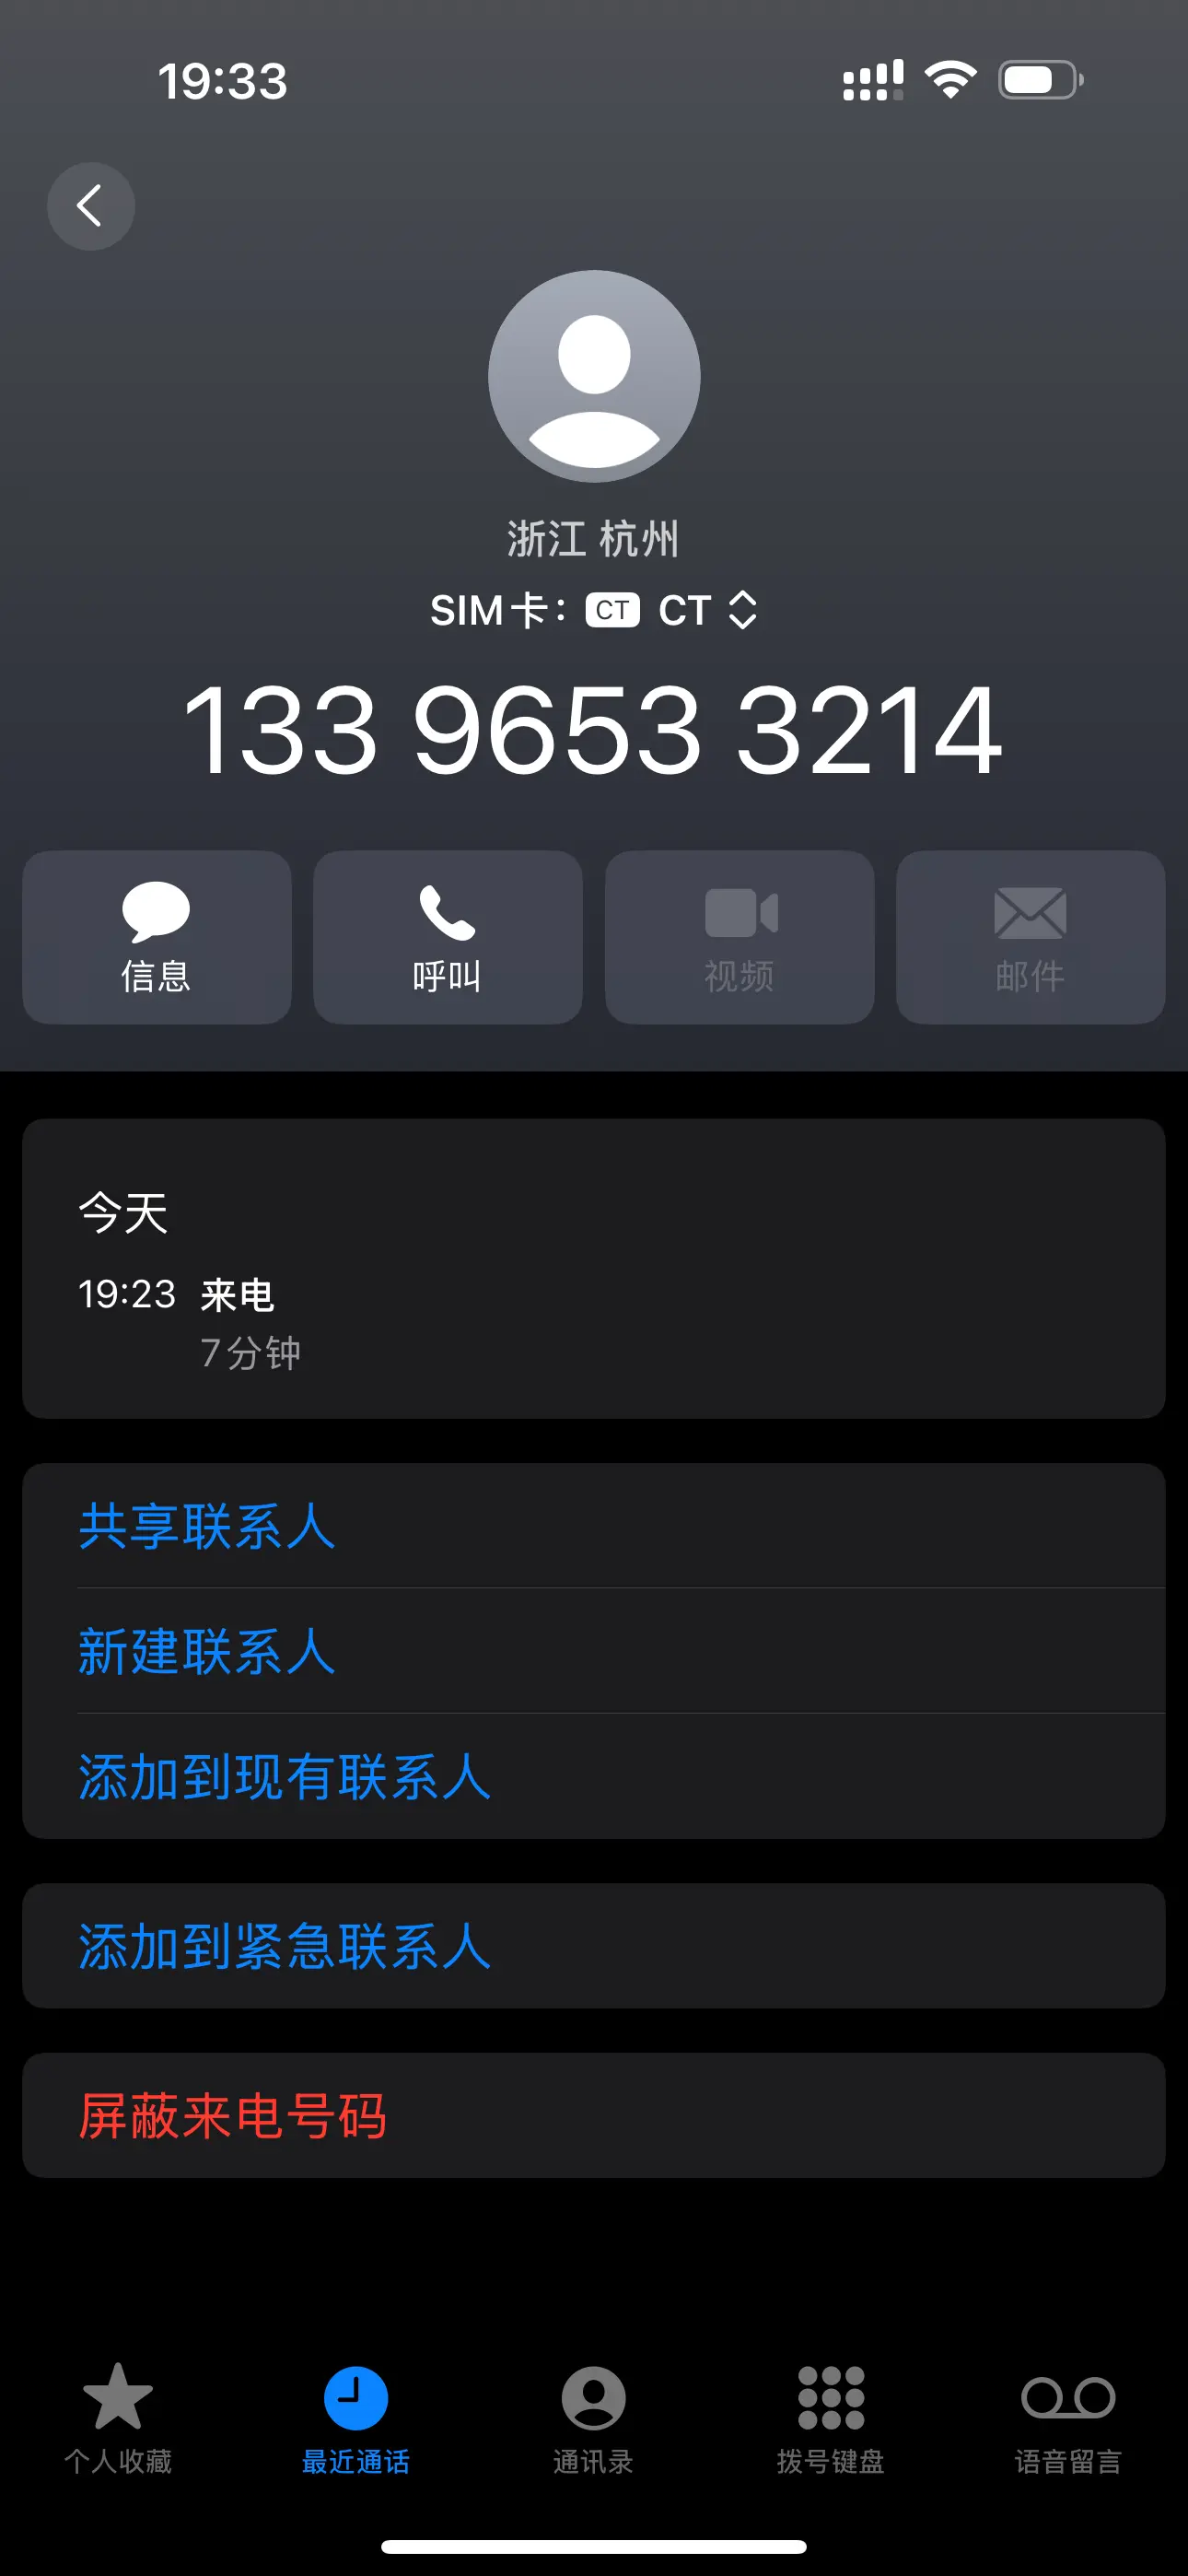 19:33
浙江 杭州
SIM卡: CT CT
133 9653 3214
信息 呼叫 视频 邮件
今天
19:23 来电
7分钟
共享联系人
新建联系人
添加到现有联系人
添加到紧急联系人
屏蔽来电号码
个人收藏 最近通话 通讯录 拨号键盘 语音留言